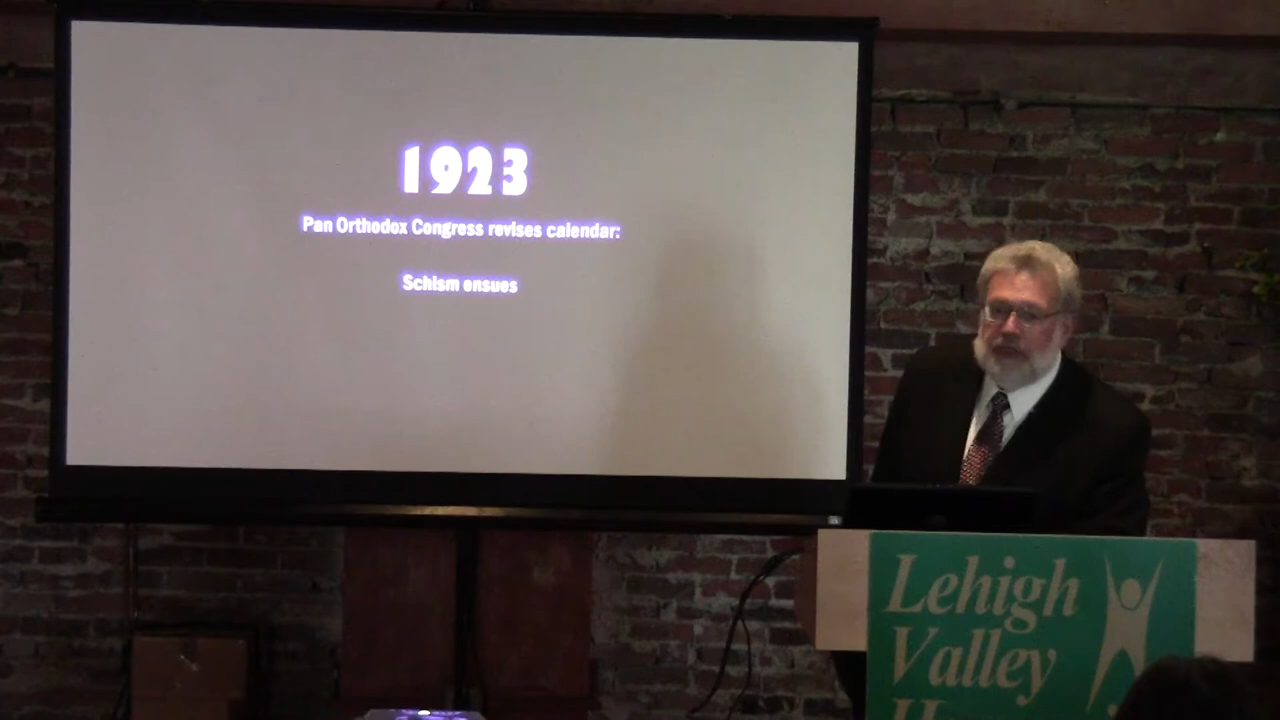 1923
Pan Orthodox Congress revises calendar:
Schism ensues
Lehigh
Valley